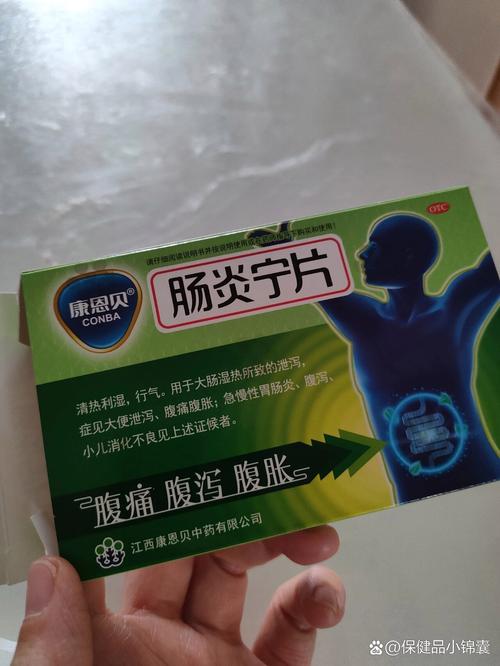 请仔细阅读说明书并按说明使用或在药师指导下购买和使用!
OTC
康恩贝®
CONBA
肠炎宁片
清热利湿,行气。用于大肠湿热所致的泄泻,
症见大便泄泻、腹痛腹胀;急慢性胃肠炎、腹泻、
小儿消化不良见上述证候者。
腹痛 腹泻 腹胀
江西康恩贝中药有限公司
@保健品小锦囊